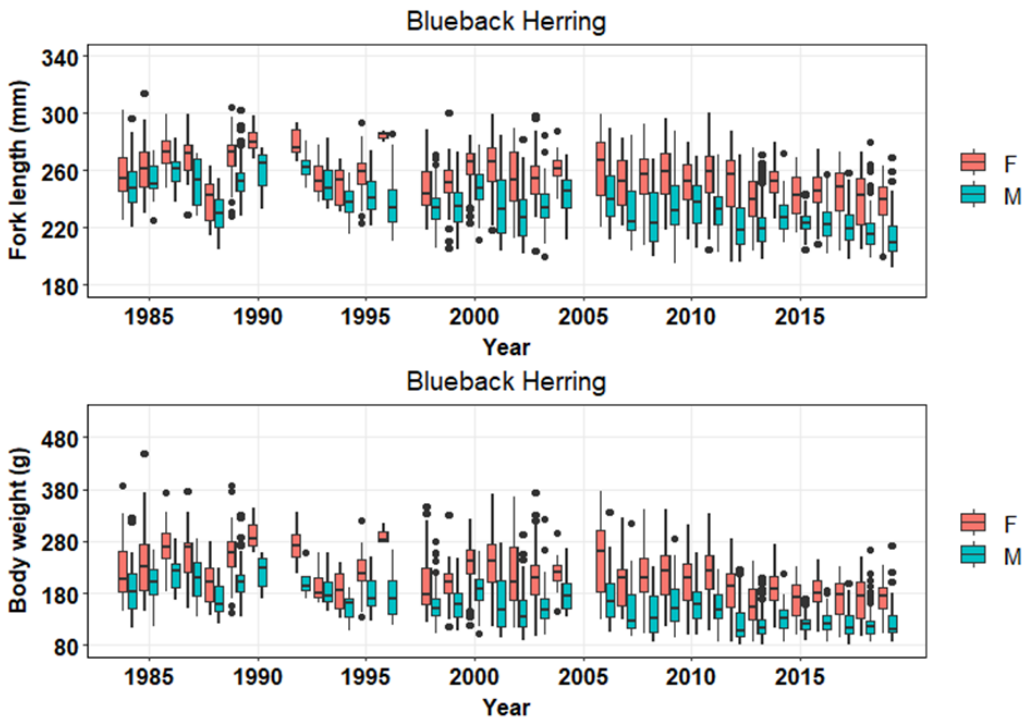 Blueback Herring
Fork length (mm)
340
300
260
220
180
1985 1990 1995 2000 2005 2010 2015
Year
F
M
Blueback Herring
Body weight (g)
480
380
280
180
80
1985 1990 1995 2000 2005 2010 2015
Year
F
M